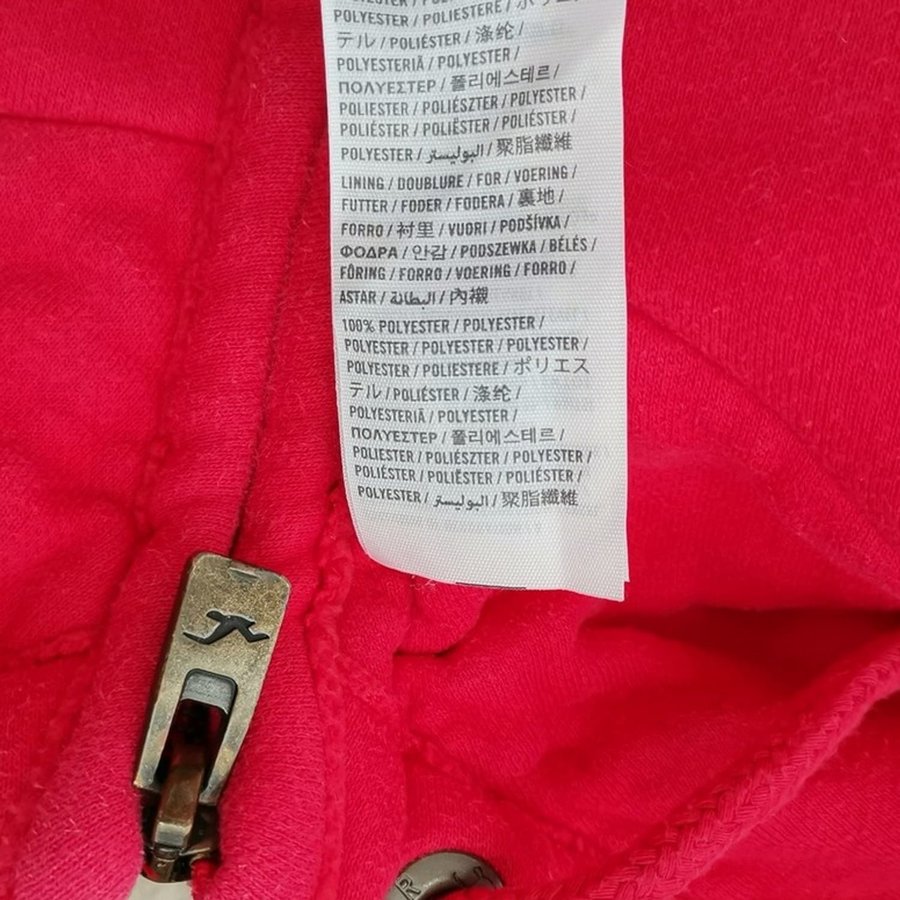 POLYESTER / POLIESTERE / ポリエス
テル / POLIÉSTER / 涤纶 /
POLYESTERIÄ / POLYESTER /
ΠΟΛΥΕΣΤΕΡ / 폴리에스테르 /
POLIESTER / POLIÉSZTER / POLYESTER /
POLIÉSTER / POLIËSTER / POLIÉSTER /
POLYESTER / البوليستر / 聚脂纖維
LINING / DOUBLURE / FOR / VOERING /
FUTTER / FODER / FODERA / 裏地 /
FORRO / 衬里 / VUORI / PODŠÍVKA /
ΦΟΔΡΑ / 안감 / PODSZEWKA / BÉLÉS /
FÔRING / FORRO / VOERING / FORRO /
ASTAR / البطانة / 內襯
100% POLYESTER / POLYESTER /
POLYESTER / POLYESTER / POLYESTER /
POLYESTER / POLIESTERE / ポリエス
テル / POLIÉSTER / 涤纶 /
POLYESTERIÄ / POLYESTER /
ΠΟΛΥΕΣΤΕΡ / 폴리에스테르 /
POLIESTER / POLIÉSZTER / POLYESTER /
POLIÉSTER / POLIËSTER / POLIÉSTER /
POLYESTER / البوليستر / 聚脂纖維